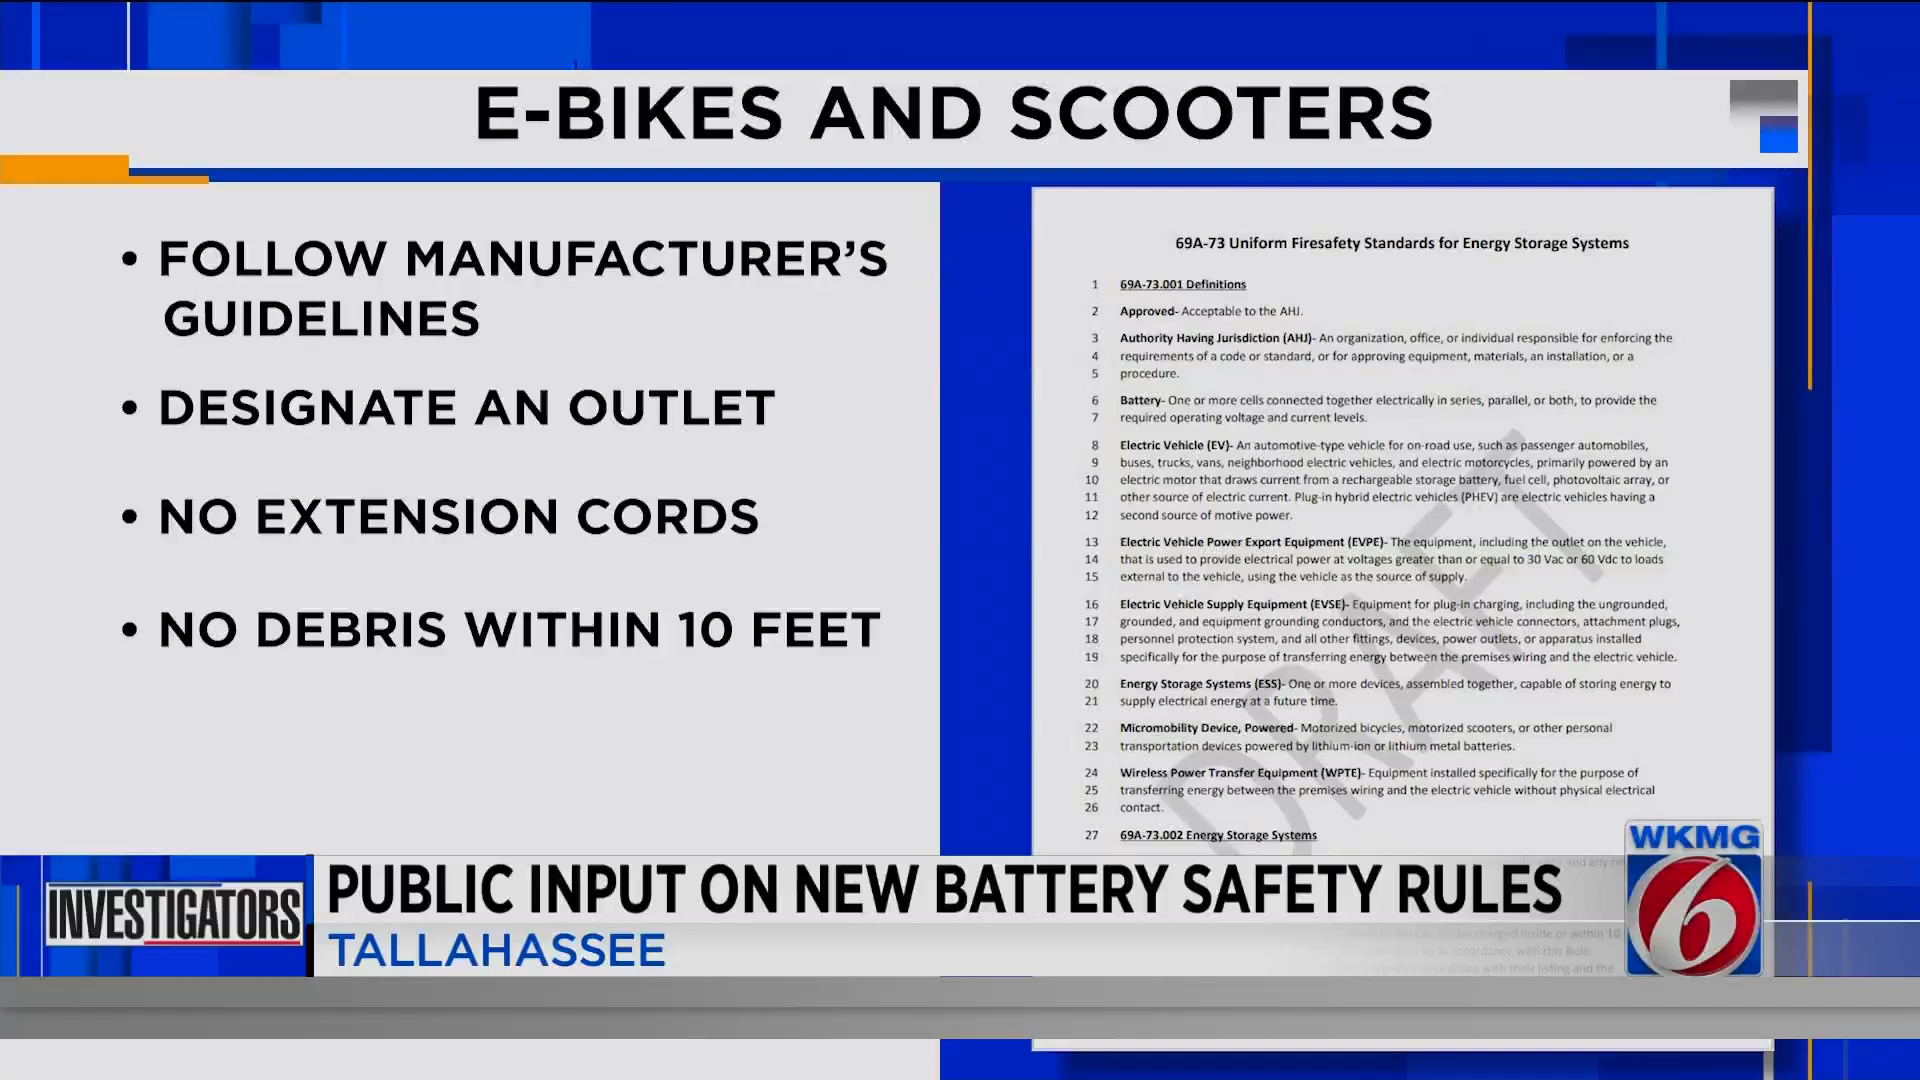 E-BIKES AND SCOOTERS
• FOLLOW MANUFACTURER'S
GUIDELINES
• DESIGNATE AN OUTLET
• NO EXTENSION CORDS
• NO DEBRIS WITHIN 10 FEET
69A-73 Uniform Firesafety Standards for Energy Storage Systems
1 69A-73.001 Definitions
2 Approved- Acceptable to the AHJ.
3 Authority Having Jurisdiction (AHJ)- An organization, office, or individual responsible for enforcing the
4 requirements of a code or standard, or for approving equipment, materials, an installation, or a
5 procedure.
6 Battery- One or more cells connected together electrically in series, parallel, or both, to provide the
7 required operating voltage and current levels.
8 Electric Vehicle (EV)- An automotive-type vehicle for on-road use, such as passenger automobiles,
9 buses, trucks, vans, neighborhood electric vehicles, and electric motorcycles, primarily powered by an
10 electric motor that draws current from a rechargeable storage battery, fuel cell, photovoltaic array, or
11 other source of electric current. Plug-in hybrid electric vehicles (PHEV) are electric vehicles having a
12 second source of motive power.
13 Electric Vehicle Power Export Equipment (EVPE)- The equipment, including the outlet on the vehicle,
14 that is used to provide electrical power at voltages greater than or equal to 30 Vac or 60 Vdc to loads
15 external to the vehicle, using the vehicle as the source of supply.
16 Electric Vehicle Supply Equipment (EVSE)- Equipment for plug-in charging, including the ungrounded,
17 grounded, and equipment grounding conductors, and the electric vehicle connectors, attachment plugs,
18 personnel protection system, and all other fittings, devices, power outlets, or apparatus installed
19 specifically for the purpose of transferring energy between the premises wiring and the electric vehicle.
20 Energy Storage Systems (ESS)- One or more devices, assembled together, capable of storing energy to
21 supply electrical energy at a future time.
22 Micromobility Device, Powered- Motorized bicycles, motorized scooters, or other personal
23 transportation devices powered by lithium-ion or lithium metal batteries.
24 Wireless Power Transfer Equipment (WPTE)- Equipment installed specifically for the purpose of
25 transferring energy between the premises wiring and the electric vehicle without physical electrical
26 contact.
27 69A-73.002 Energy Storage Systems
DRAFT
and any
inside or within 10
in accordance with this Rule.
with their listing and the
INVESTIGATORS
PUBLIC INPUT ON NEW BATTERY SAFETY RULES
TALLAHASSEE
WKMG
6